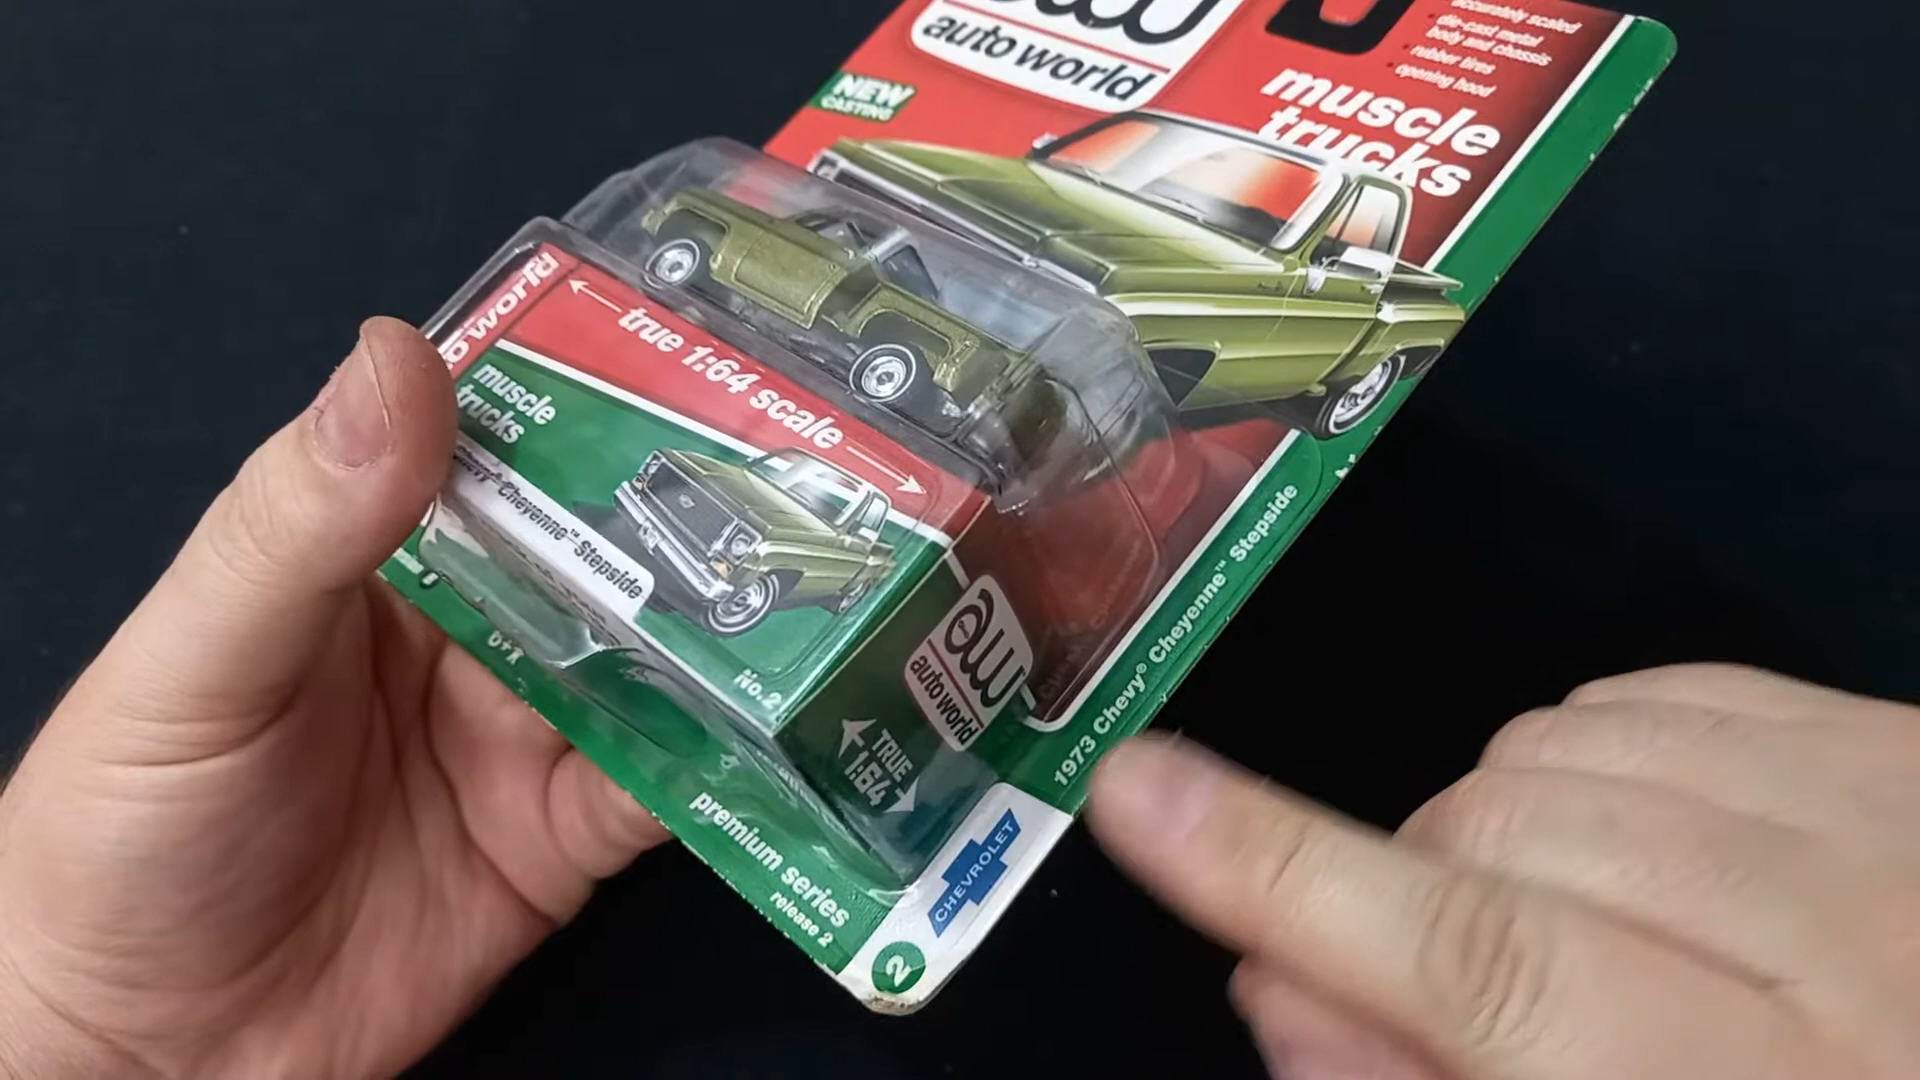 aw
auto world
NEW
CASTING
accurately scaled
die-cast metal
body and chassis
rubber tires
opening hood
muscle
trucks
true 1:64 scale
muscle
trucks
Chevy® Cheyenne™ Stepside
No.2
aw
auto world
TRUE
1:64
1973 Chevy® Cheyenne™ Stepside
CHEVROLET
premium series
release 2
2